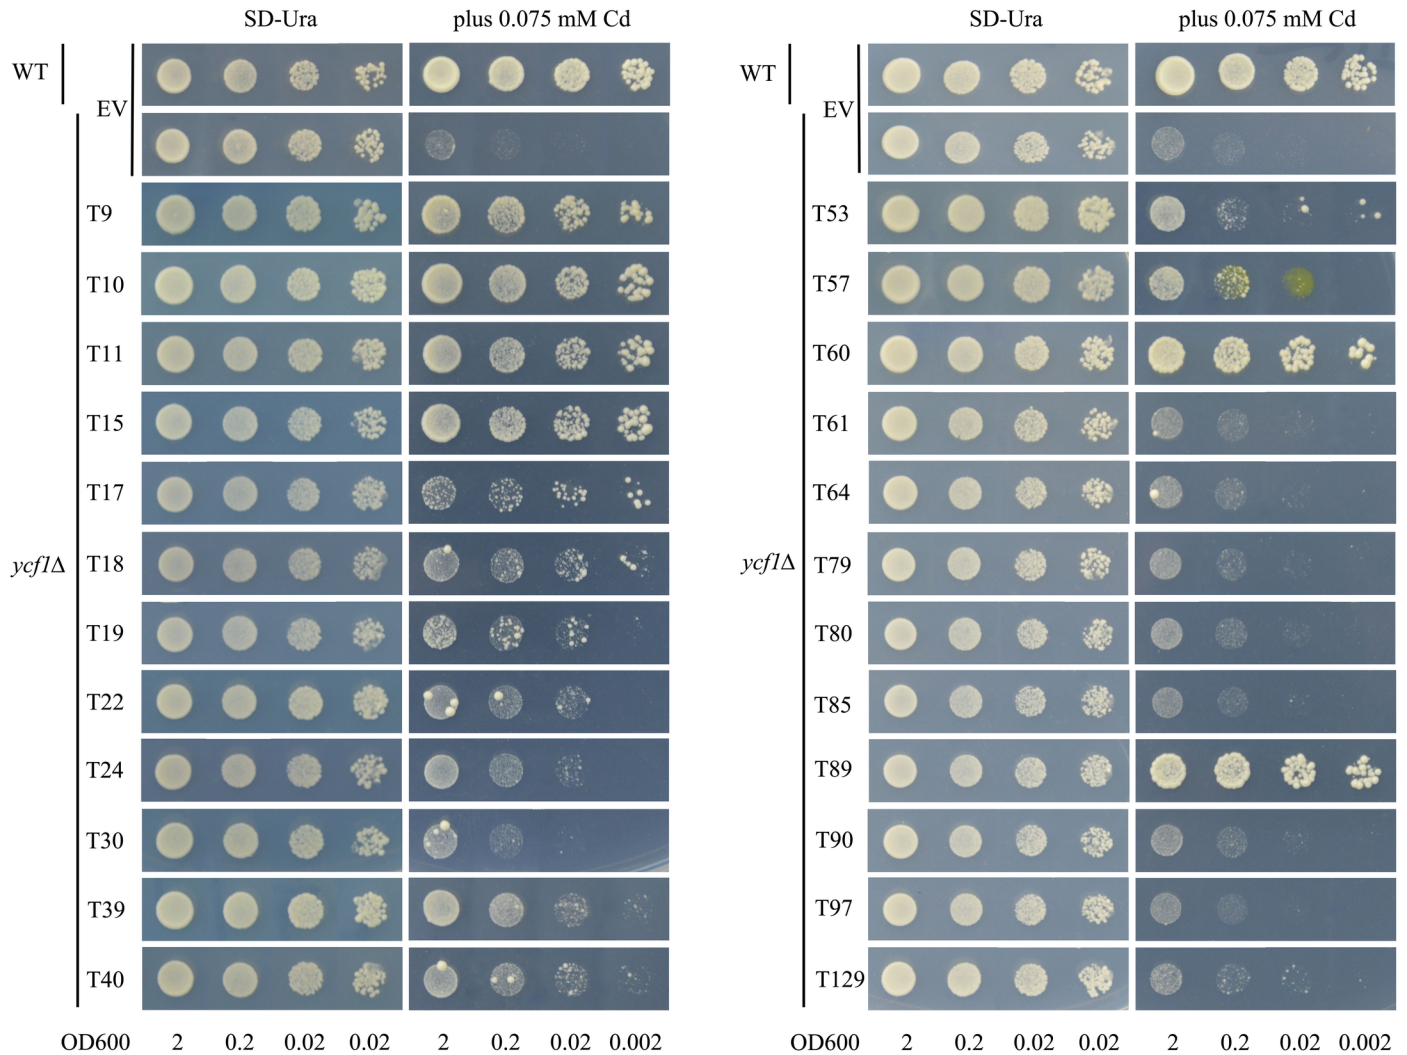 SD-Ura plus 0.075 mM Cd SD-Ura plus 0.075 mM Cd
WT WT
EV EV
T9 T53
T10 T57
T11 T60
T15 T61
T17 T64
ycf1Δ T18 ycf1Δ T79
T19 T80
T22 T85
T24 T89
T30 T90
T39 T97
T40 T129
OD600 2 0.2 0.02 0.02 2 0.2 0.02 0.002 OD600 2 0.2 0.02 0.02 2 0.2 0.02 0.002